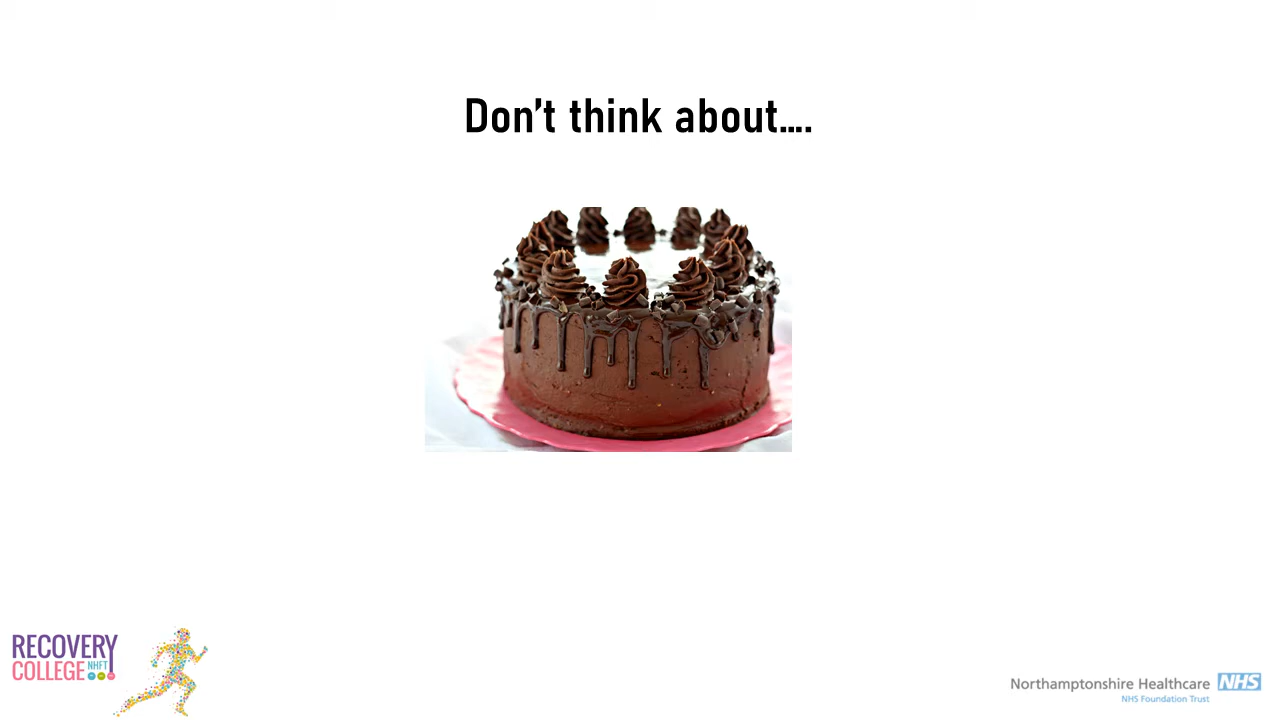 Don't think about....
RECOVERY
COLLEGE NHFT
Northamptonshire Healthcare NHS
NHS Foundation Trust